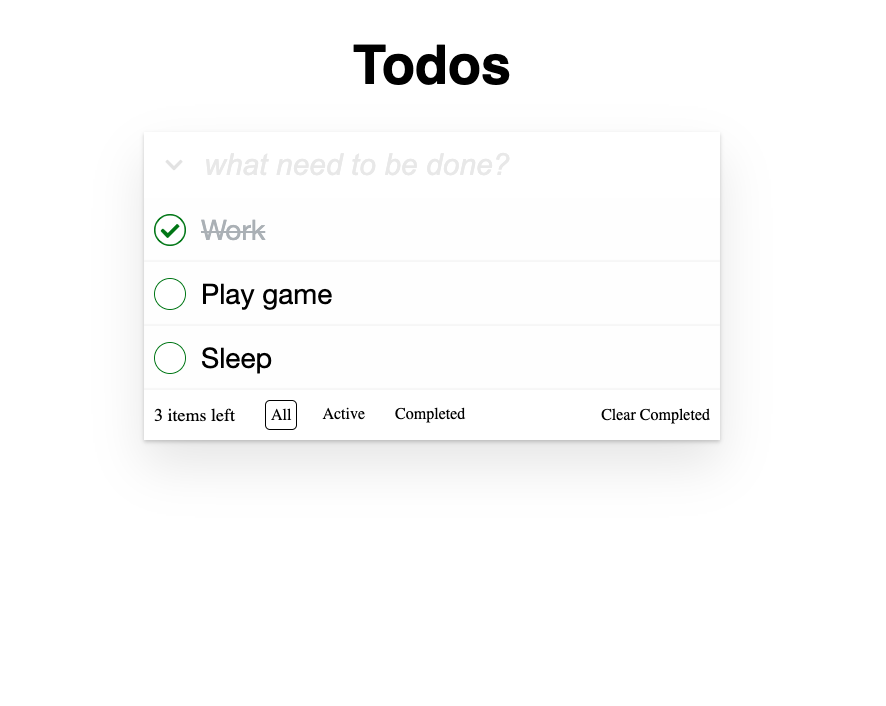 Todos
what need to be done?
Work
Play game
Sleep
3 items left All Active Completed Clear Completed